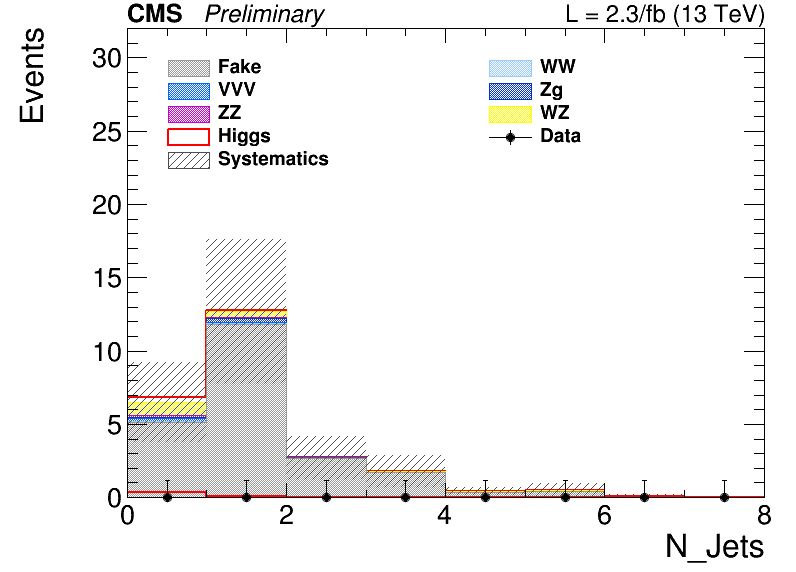 CMS Preliminary L = 2.3/fb (13 TeV)
Events
30
25
20
15
10
5
0
Fake
VVV
ZZ
Higgs
Systematics
WW
Zg
WZ
Data
0 2 4 6 8
N_Jets